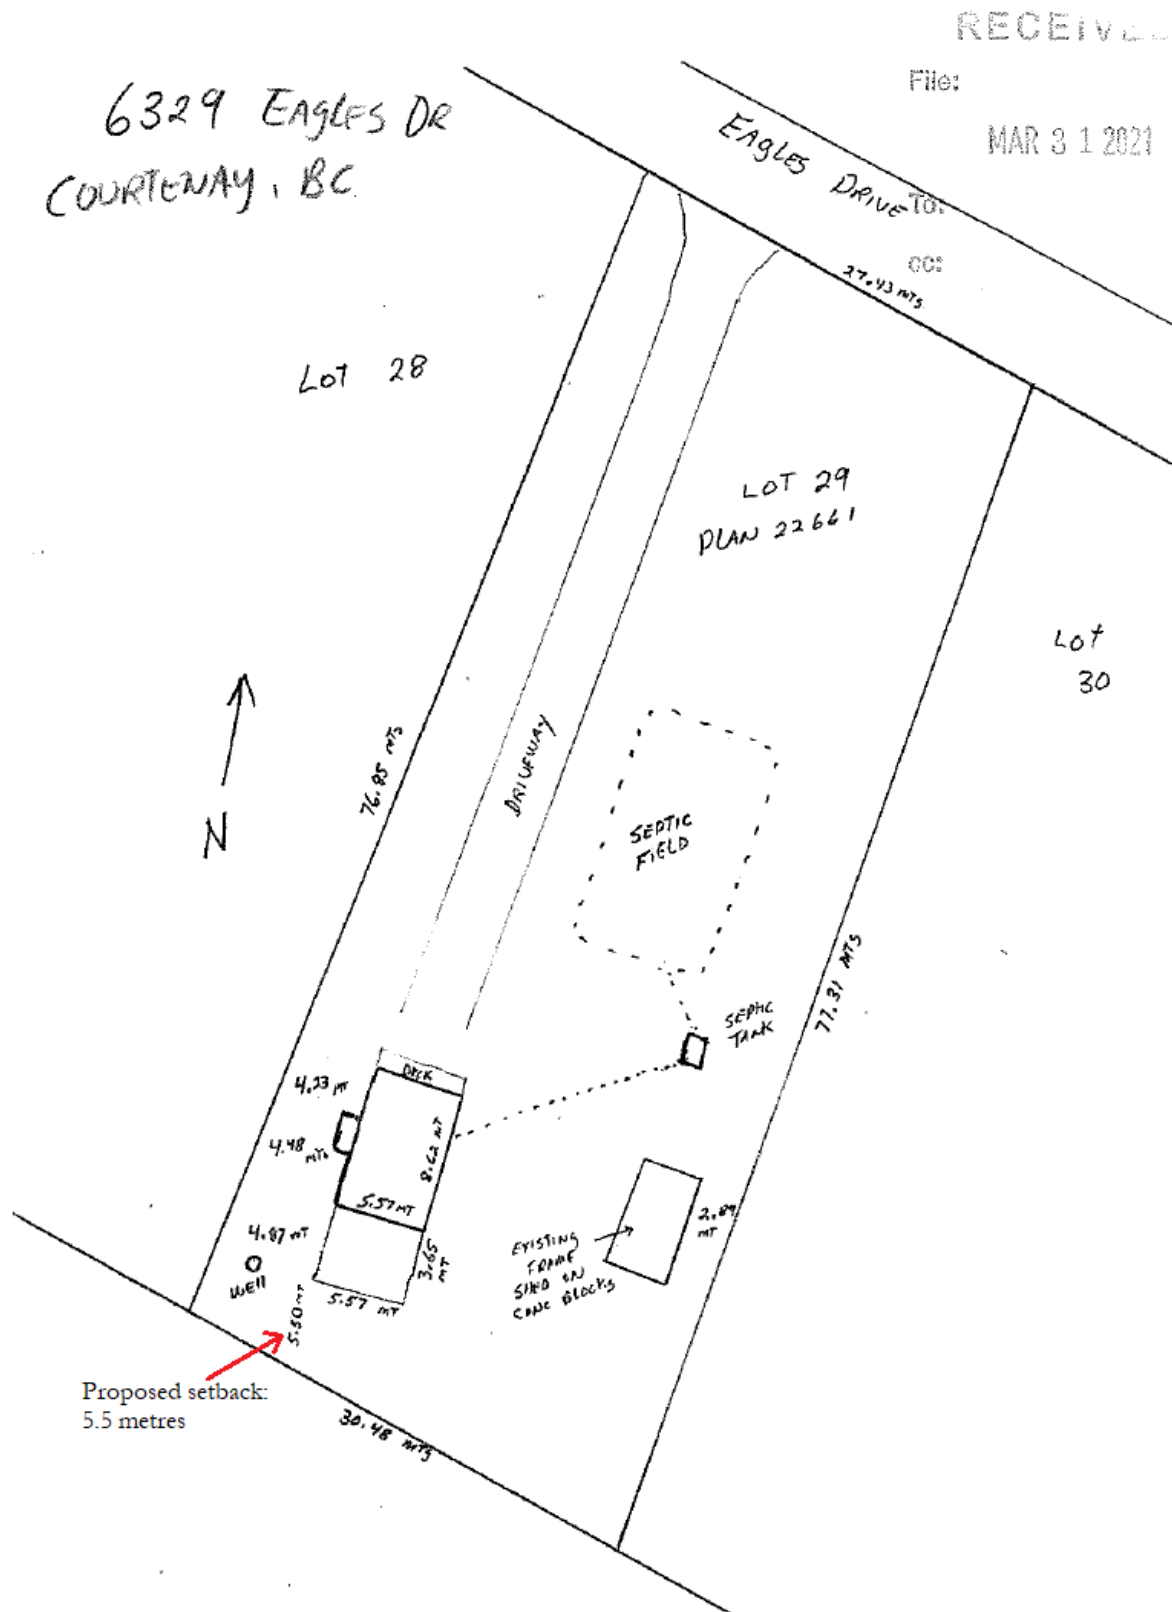 RECEIVED
File:
MAR 31 2021
To:
cc:
6329 EAGLES DR
COURTENAY, BC
EAGLES DRIVE
27.43 MTS
LOT 28
LOT 29
PLAN 22661
LOT
30
76.85 MTS
N
DRIVEWAY
SEPTIC
FIELD
77.31 MTS
SEPTIC
TANK
DECK
4.23 MT
4.48 MTS
8.62 MT
5.57 MT
4.87 MT
WELL
3.65
MT
5.57 MT
5.50 MT
2.89
MT
EXISTING
FRAME
SHED ON
CONC BLOCKS
Proposed setback:
5.5 metres
30.48 MTS